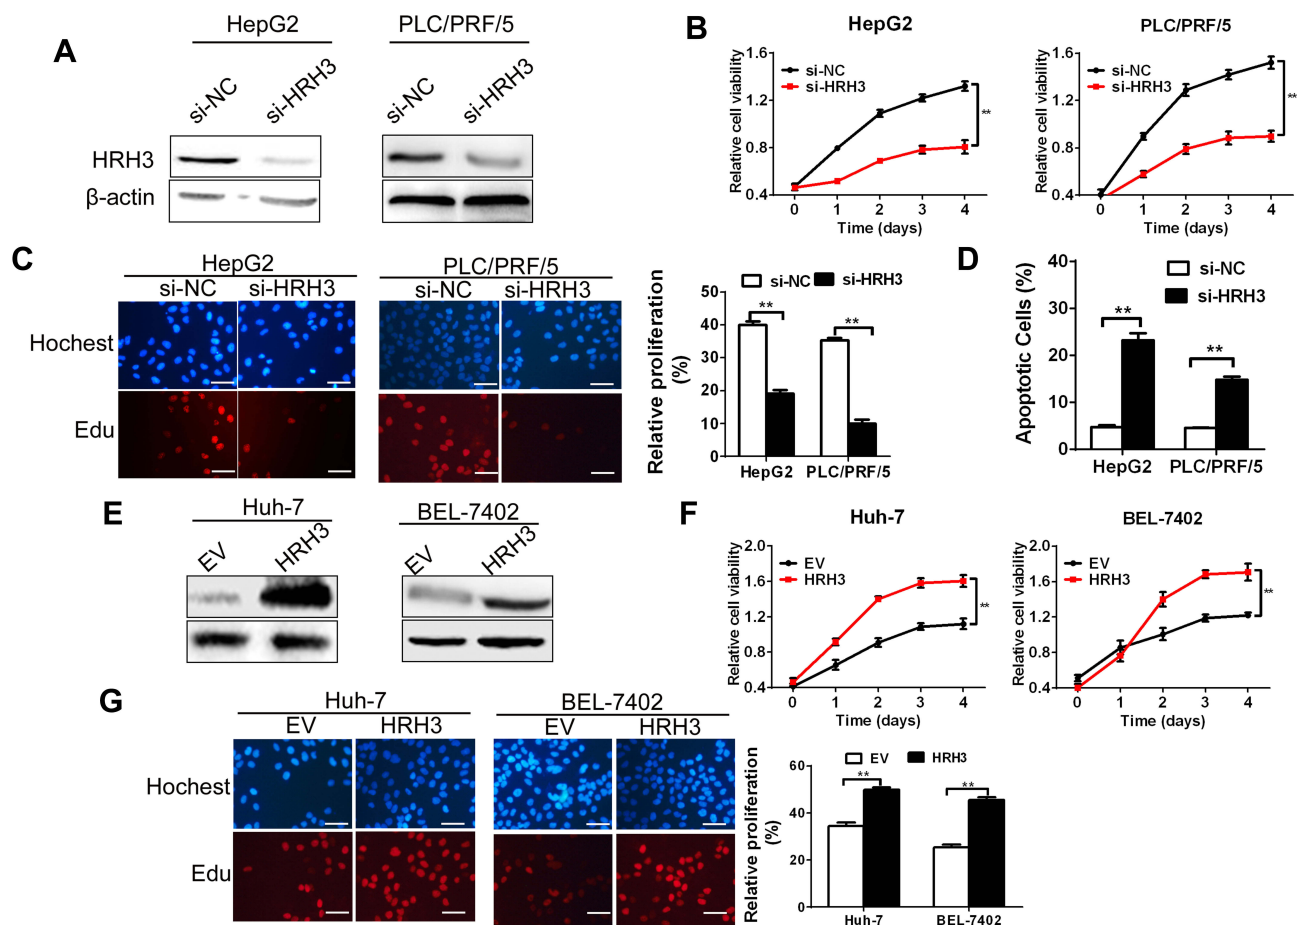 A
HepG2
PLC/PRF/5
si-NC
si-HRH3
si-NC
si-HRH3
HRH3
β-actin
B
HepG2
Relative cell viability
1.6
1.2
0.8
0.4
si-NC
si-HRH3
**
0 1 2 3 4
Time (days)
PLC/PRF/5
Relative cell viability
1.6
1.2
0.8
0.4
si-NC
si-HRH3
**
0 1 2 3 4
Time (days)
C
HepG2
PLC/PRF/5
si-NC
si-HRH3
si-NC
si-HRH3
Hochest
Edu
Relative proliferation
(%)
50
40
30
20
10
0
si-NC
si-HRH3
**
**
HepG2
PLC/PRF/5
D
Apoptotic Cells (%)
40
30
20
10
0
si-NC
si-HRH3
**
**
HepG2
PLC/PRF/5
E
Huh-7
BEL-7402
EV
HRH3
EV
HRH3
F
Huh-7
Relative cell viability
2.0
1.6
1.2
0.8
0.4
EV
HRH3
**
0 1 2 3 4
Time (days)
BEL-7402
Relative cell viability
2.0
1.6
1.2
0.8
0.4
EV
HRH3
**
0 1 2 3 4
Time (days)
G
Huh-7
BEL-7402
EV
HRH3
EV
HRH3
Hochest
Edu
Relative proliferation
(%)
60
40
20
0
EV
HRH3
**
**
Huh-7
BEL-7402